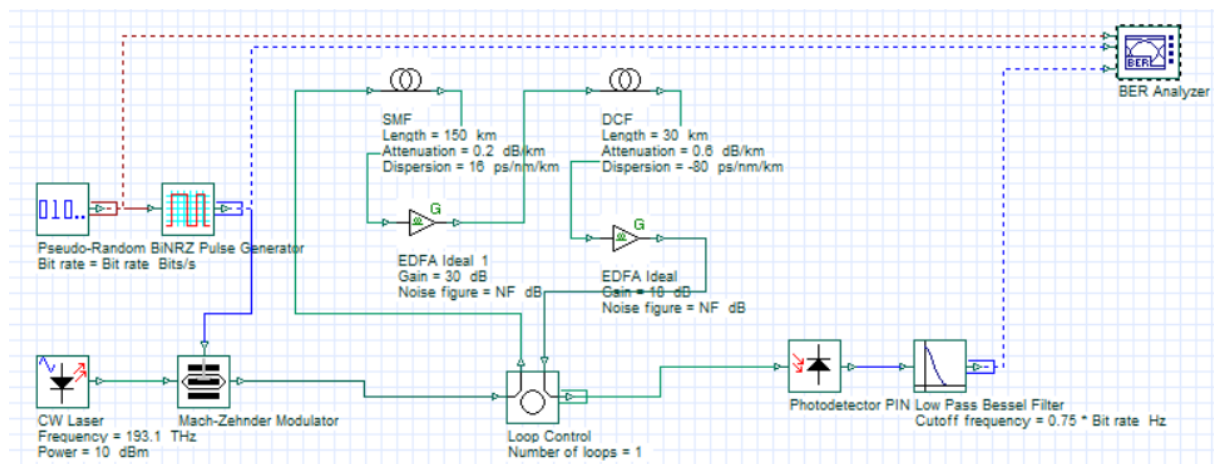 BER
BER Analyzer
SMF
Length = 150 km
Attenuation = 0.2 dB/km
Dispersion = 16 ps/nm/km
DCF
Length = 30 km
Attenuation = 0.6 dB/km
Dispersion = -80 ps/nm/km
010..
Pseudo-Random BiNRZ Pulse Generator
Bit rate = Bit rate Bits/s
G
EDFA Ideal 1
Gain = 30 dB
Noise figure = NF dB
G
EDFA Ideal
Gain = 18 dB
Noise figure = NF dB
CW Laser
Frequency = 193.1 THz
Power = 10 dBm
Mach-Zehnder Modulator
Loop Control
Number of loops = 1
Photodetector PIN
Low Pass Bessel Filter
Cutoff frequency = 0.75 * Bit rate Hz